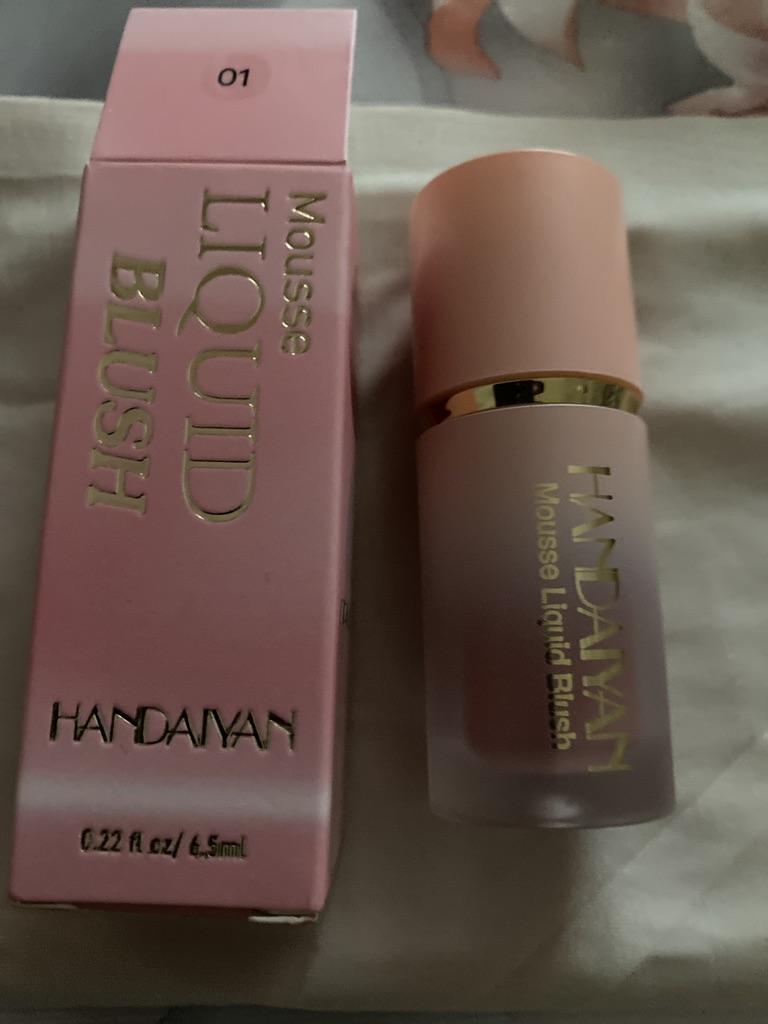 01
Mousse
LIQUID
BLUSH
HANDAIYAN
0.22 fl oz/ 6.5ml
HANDAIYAN
Mousse Liquid Blush